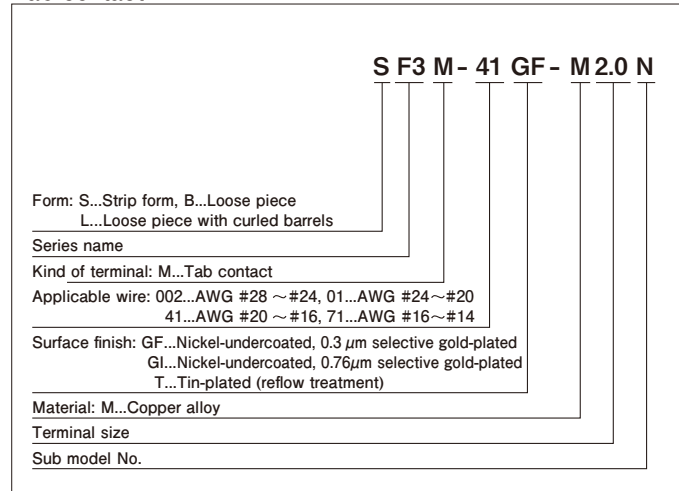 S F3 M - 41 GF - M 2.0 N
Form: S...Strip form, B...Loose piece
L...Loose piece with curled barrels
Series name
Kind of terminal: M...Tab contact
Applicable wire: 002...AWG #28 ～#24, 01...AWG #24～#20
41...AWG #20 ～#16, 71...AWG #16～#14
Surface finish: GF...Nickel-undercoated, 0.3 μm selective gold-plated
GI...Nickel-undercoated, 0.76μm selective gold-plated
T...Tin-plated (reflow treatment)
Material: M...Copper alloy
Terminal size
Sub model No.